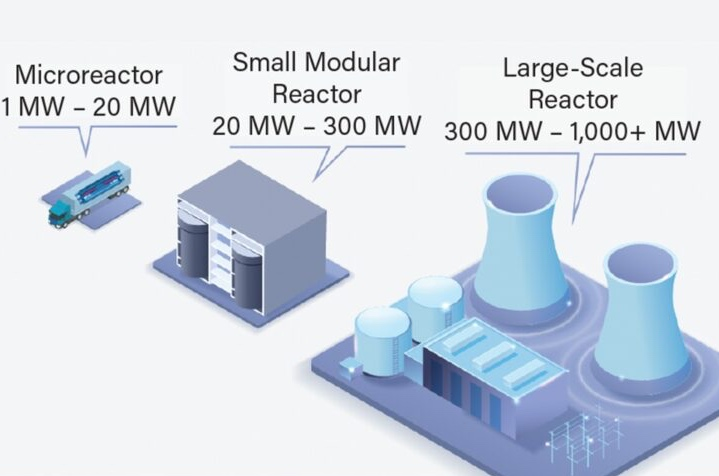 Microreactor
1 MW – 20 MW
Small Modular
Reactor
20 MW – 300 MW
Large-Scale
Reactor
300 MW – 1,000+ MW